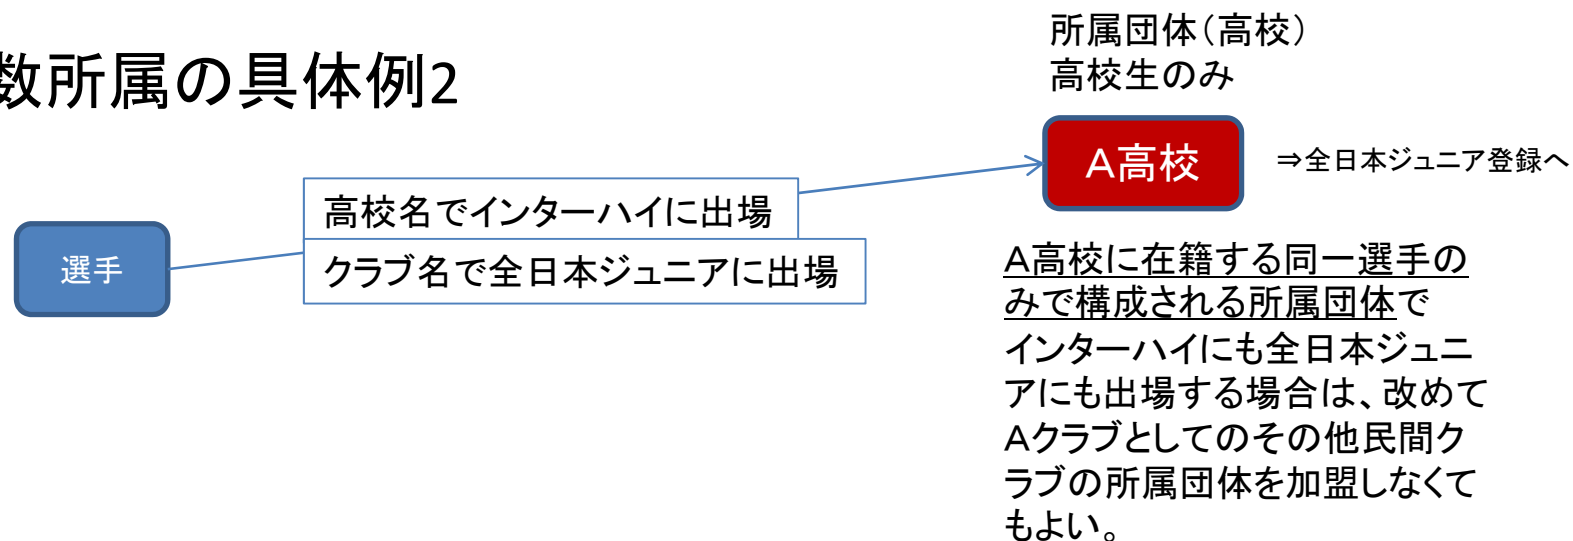 数所属の具体例2
所属団体（高校）
高校生のみ
A高校
⇒全日本ジュニア登録へ
高校名でインターハイに出場
クラブ名で全日本ジュニアに出場
選手
A高校に在籍する同一選手の
みで構成される所属団体で
インターハイにも全日本ジュニ
アにも出場する場合は、改めて
Aクラブとしてのその他民間ク
ラブの所属団体を加盟しなくて
もよい。